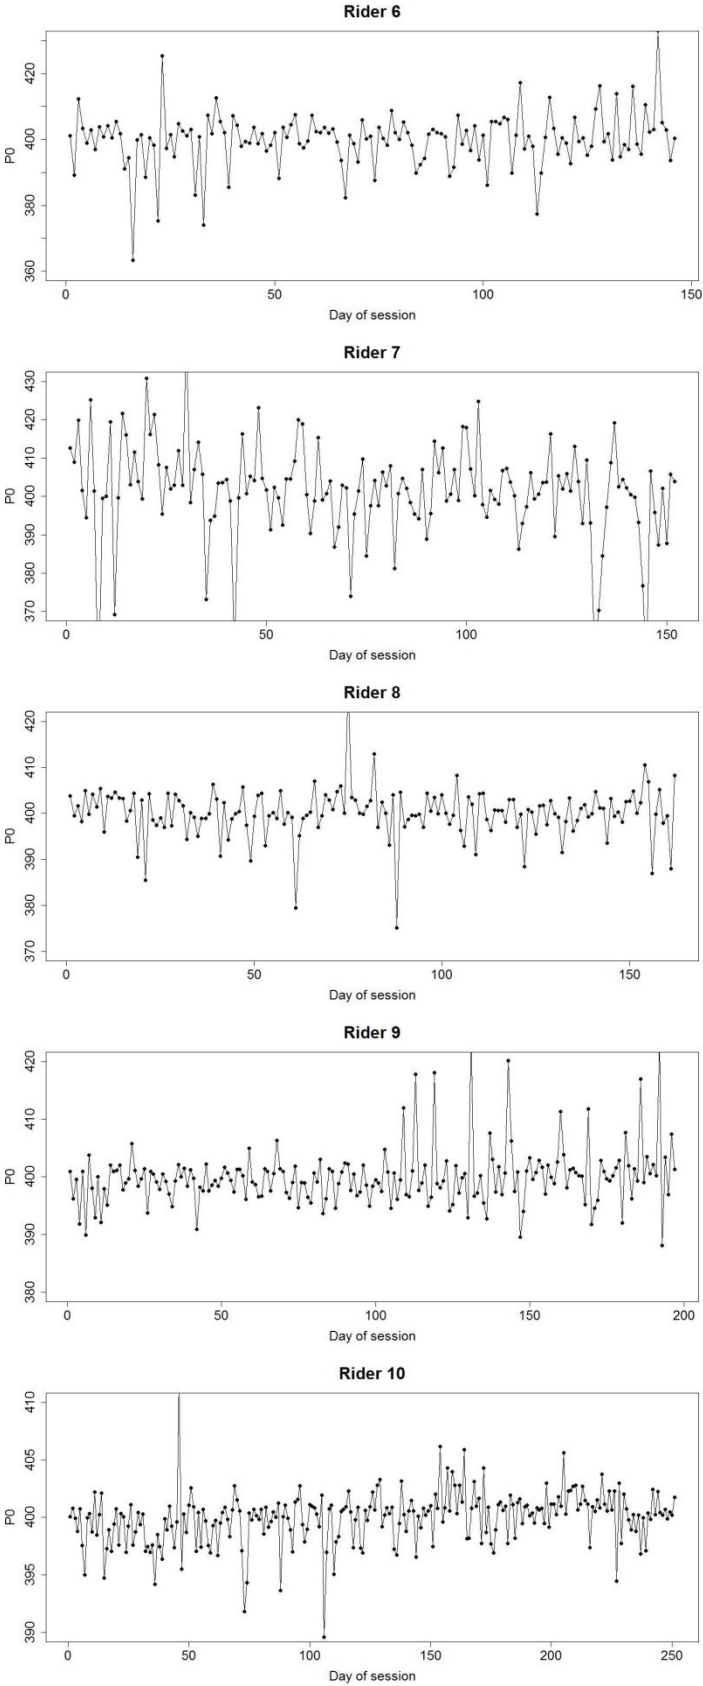 Rider 6
P0
420
400
380
360
0 50 100 150
Day of session
Rider 7
P0
430
420
410
400
390
380
370
0 50 100 150
Day of session
Rider 8
P0
420
410
400
390
380
370
0 50 100 150
Day of session
Rider 9
P0
420
410
400
390
380
0 50 100 150 200
Day of session
Rider 10
P0
410
405
400
395
390
0 50 100 150 200 250
Day of session